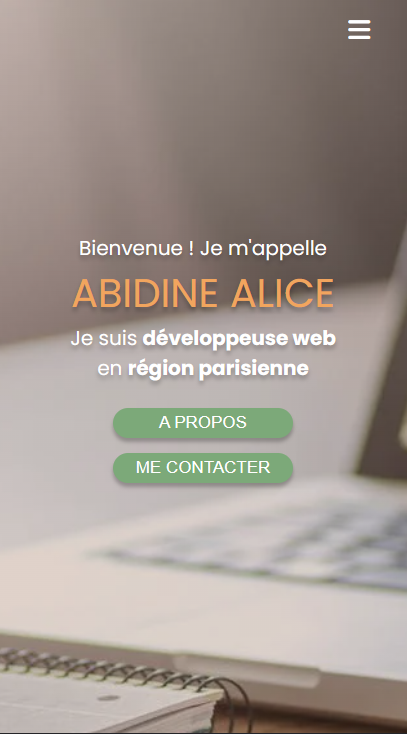 Bienvenue ! Je m'appelle
ABIDINE ALICE
Je suis développeuse web
en région parisienne
A PROPOS
ME CONTACTER